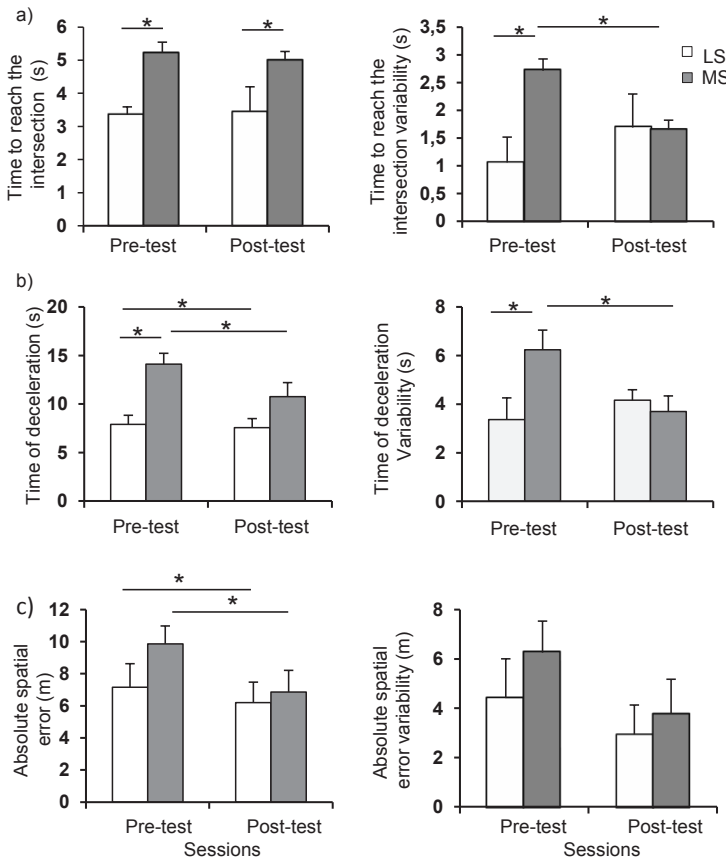 a)
Time to reach the
intersection (s)
6
5
4
3
2
1
0
*
*
Pre-test
Post-test
Time to reach the
intersection variability (s)
3,5
3
2,5
2
1,5
1
0,5
0
*
*
LS
MS
Pre-test
Post-test
b)
Time of deceleration (s)
20
15
10
5
0
*
*
*
Pre-test
Post-test
Time of deceleration
Variability (s)
8
6
4
2
0
*
*
Pre-test
Post-test
c)
Absolute spatial
error (m)
12
10
8
6
4
2
0
*
*
Pre-test
Post-test
Sessions
Absolute spatial
error variability (m)
8
6
4
2
0
Pre-test
Post-test
Sessions